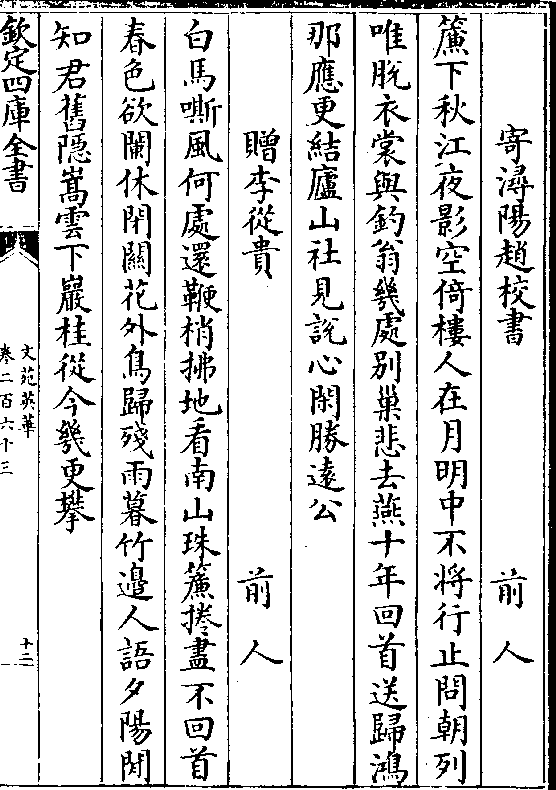 寄潯陽趙校書 前人
簾下秋江夜影空倚樓人在月明中不將行止問朝列
唯脫衣裳與釣翁幾處别巢悲去燕十年回首送歸鴻
那應更結廬山社見説心閑勝遠公
贈李從貴 前人
白馬嘶風何處還鞭梢拂地看南山珠簾捲盡不回首
春色欲闌休閉關花外鳥歸殘雨暮竹邉人語夕陽閒
知君舊隠嵩雲下巖桂從今幾更攀
欽定四庫全書
文苑英華
卷二百六十三
十二